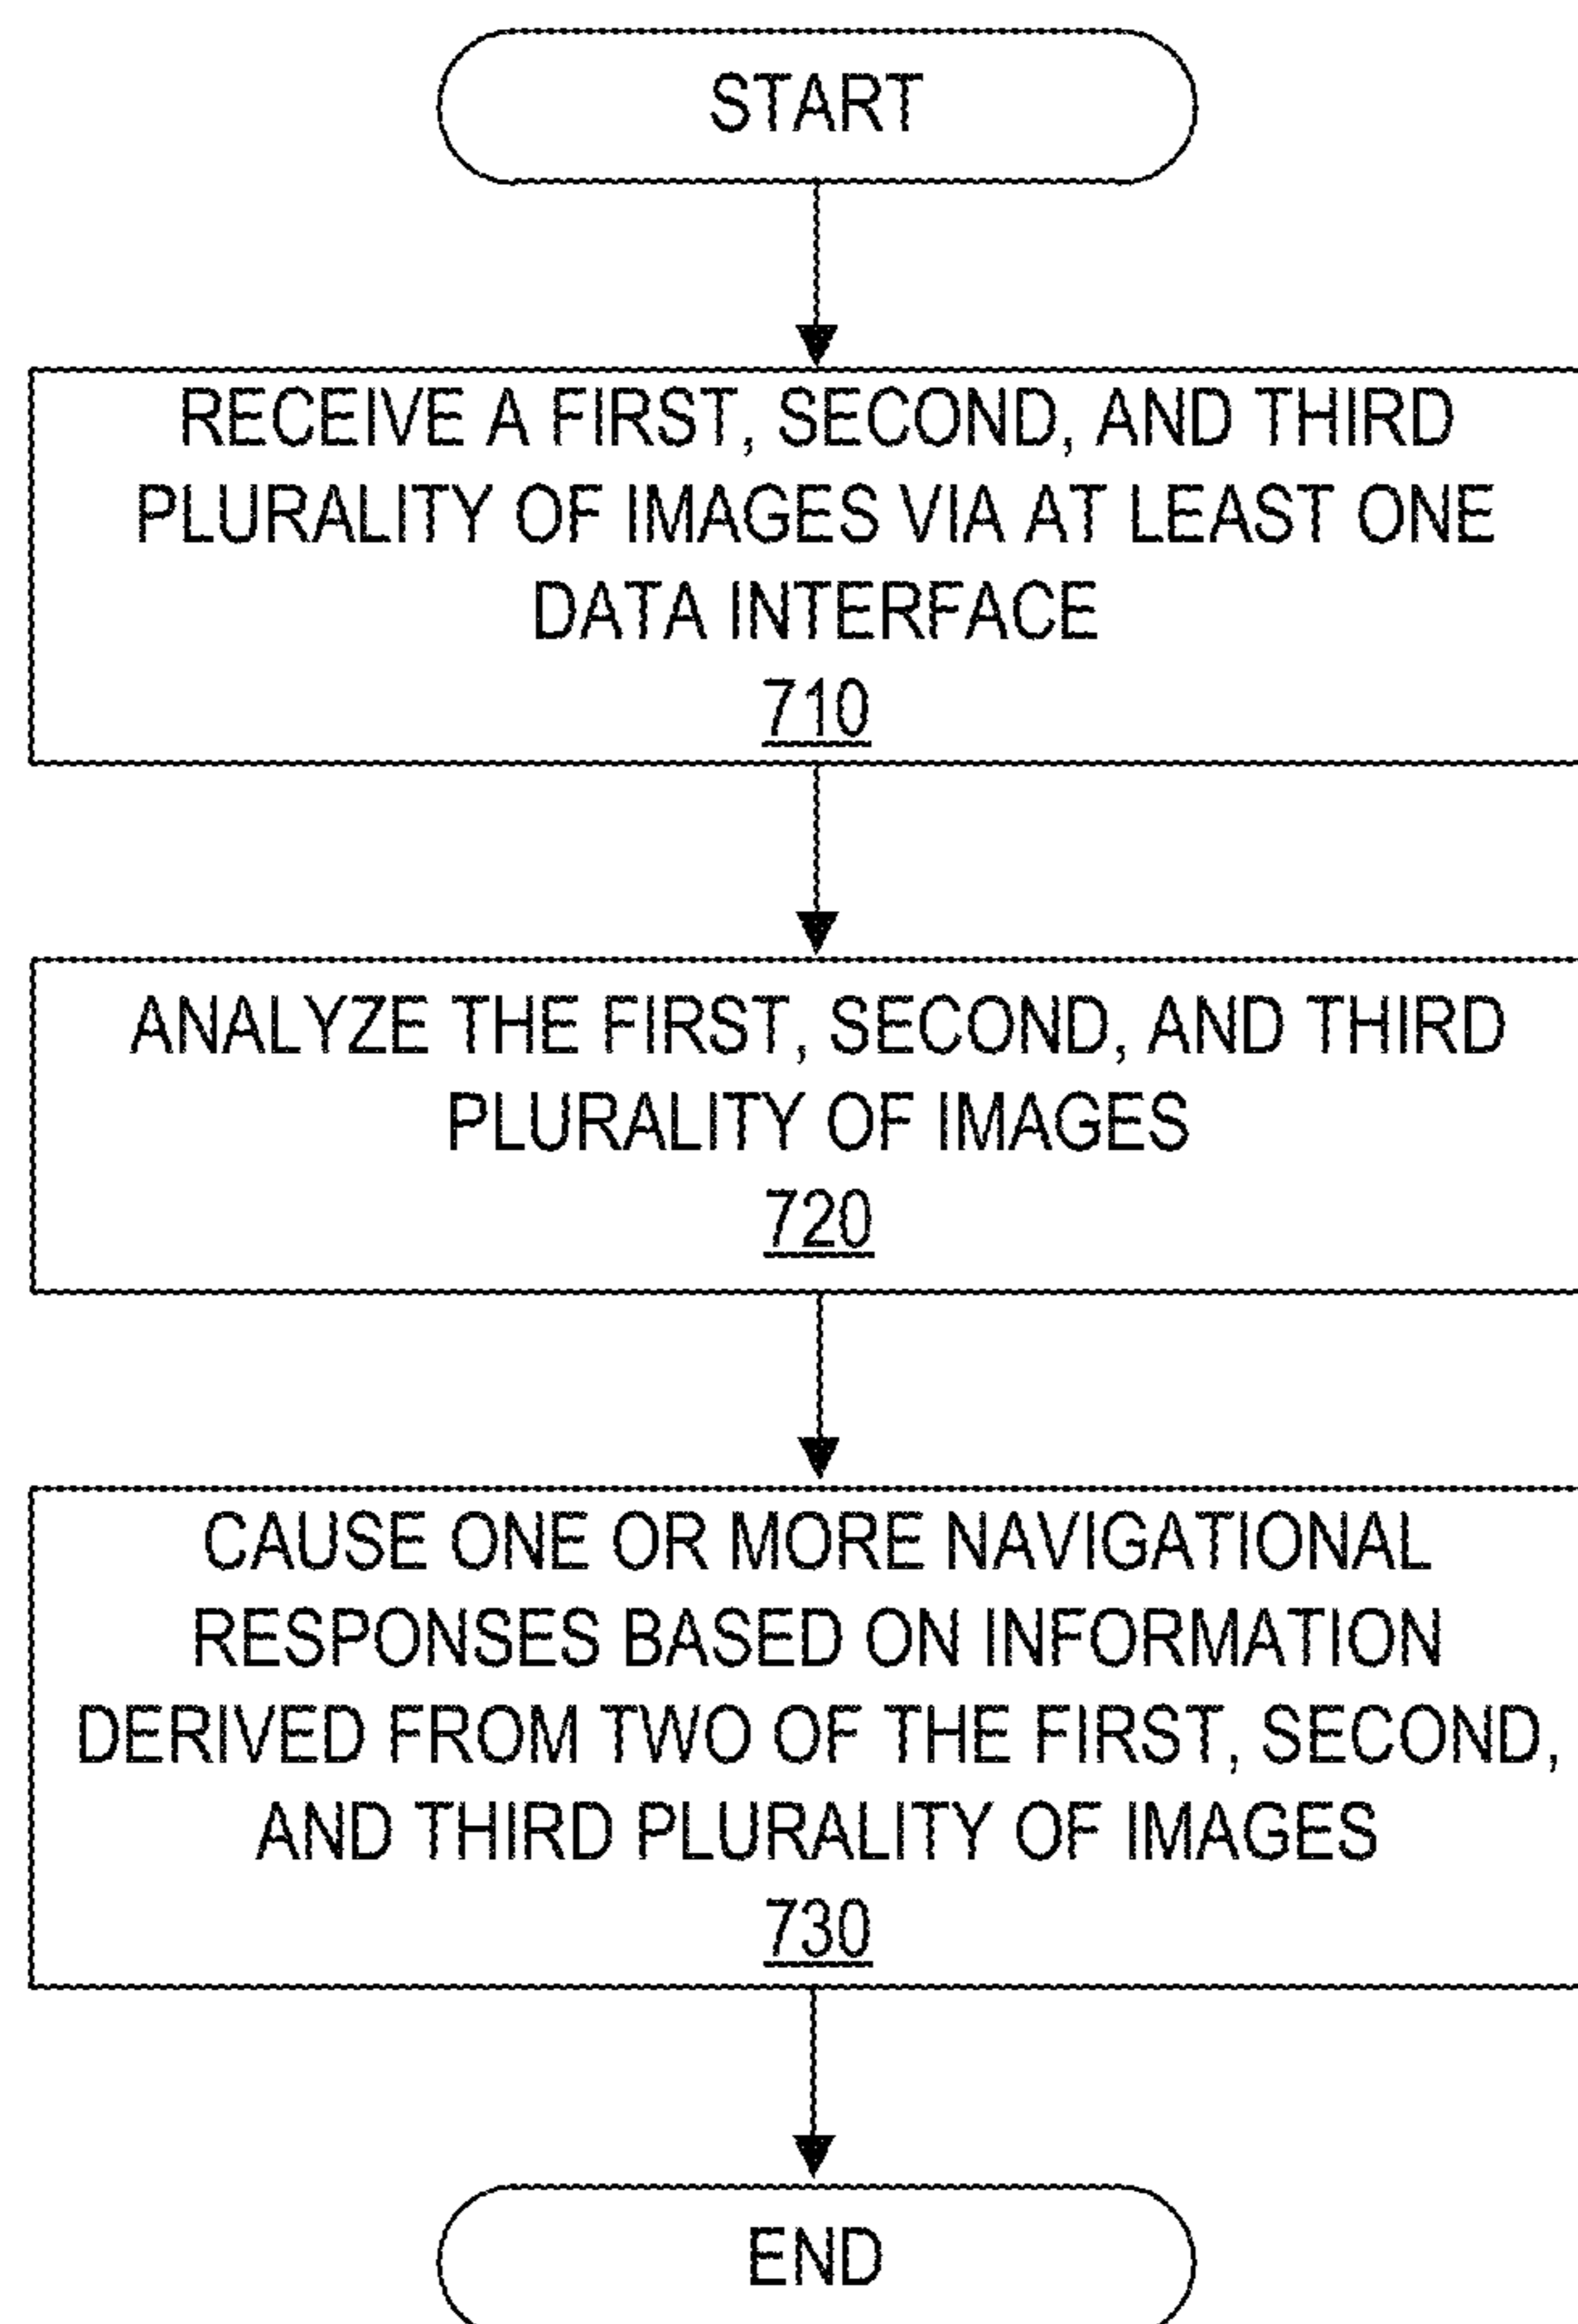 START
RECEIVE A FIRST, SECOND, AND THIRD
PLURALITY OF IMAGES VIA AT LEAST ONE
DATA INTERFACE
710
ANALYZE THE FIRST, SECOND, AND THIRD
PLURALITY OF IMAGES
720
CAUSE ONE OR MORE NAVIGATIONAL
RESPONSES BASED ON INFORMATION
DERIVED FROM TWO OF THE FIRST, SECOND,
AND THIRD PLURALITY OF IMAGES
730
END